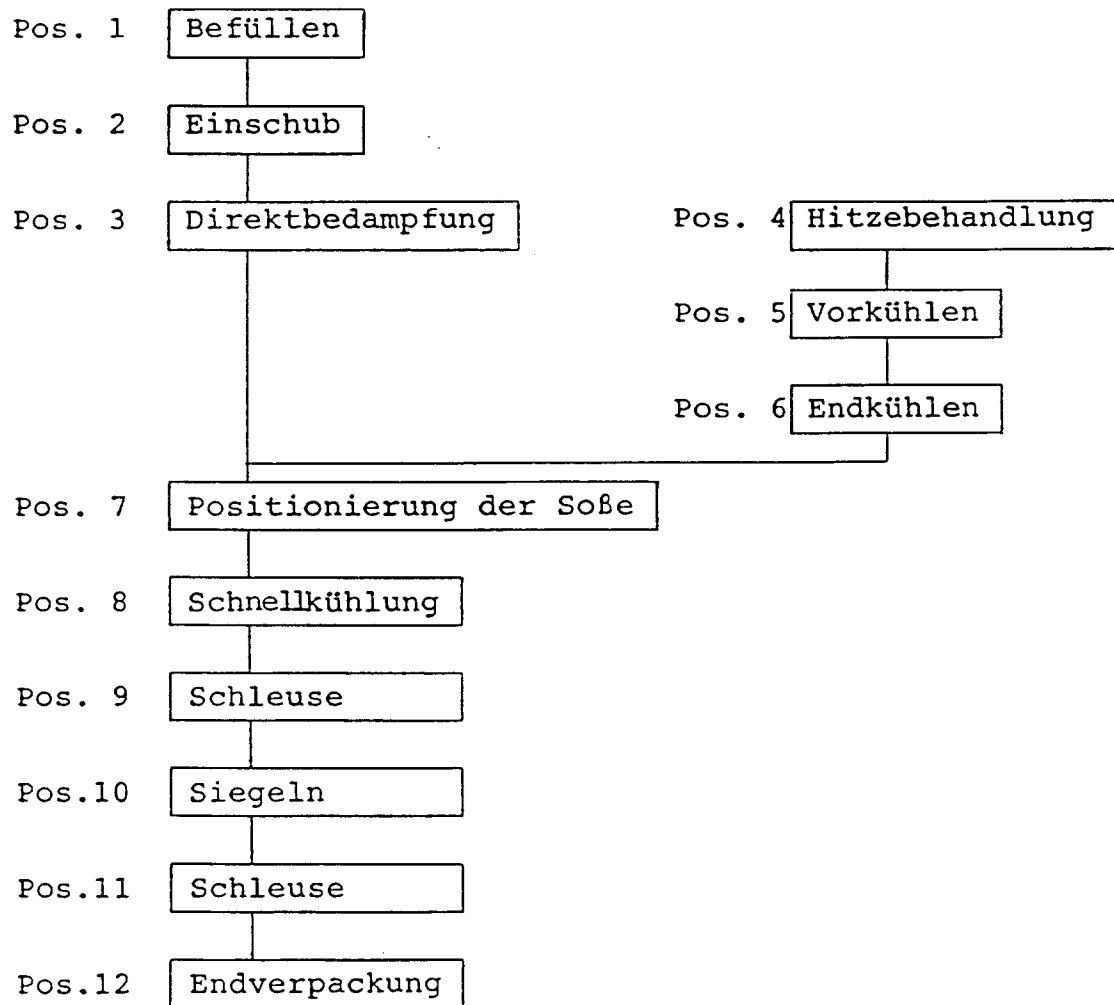 Pos. 1 Befüllen
Pos. 2 Einschub
Pos. 3 Direktbedampfung
Pos. 4 Hitzebehandlung
Pos. 5 Vorkühlen
Pos. 6 Endkühlen
Pos. 7 Positionierung der Soße
Pos. 8 Schnellkühlung
Pos. 9 Schleuse
Pos.10 Siegeln
Pos.11 Schleuse
Pos.12 Endverpackung